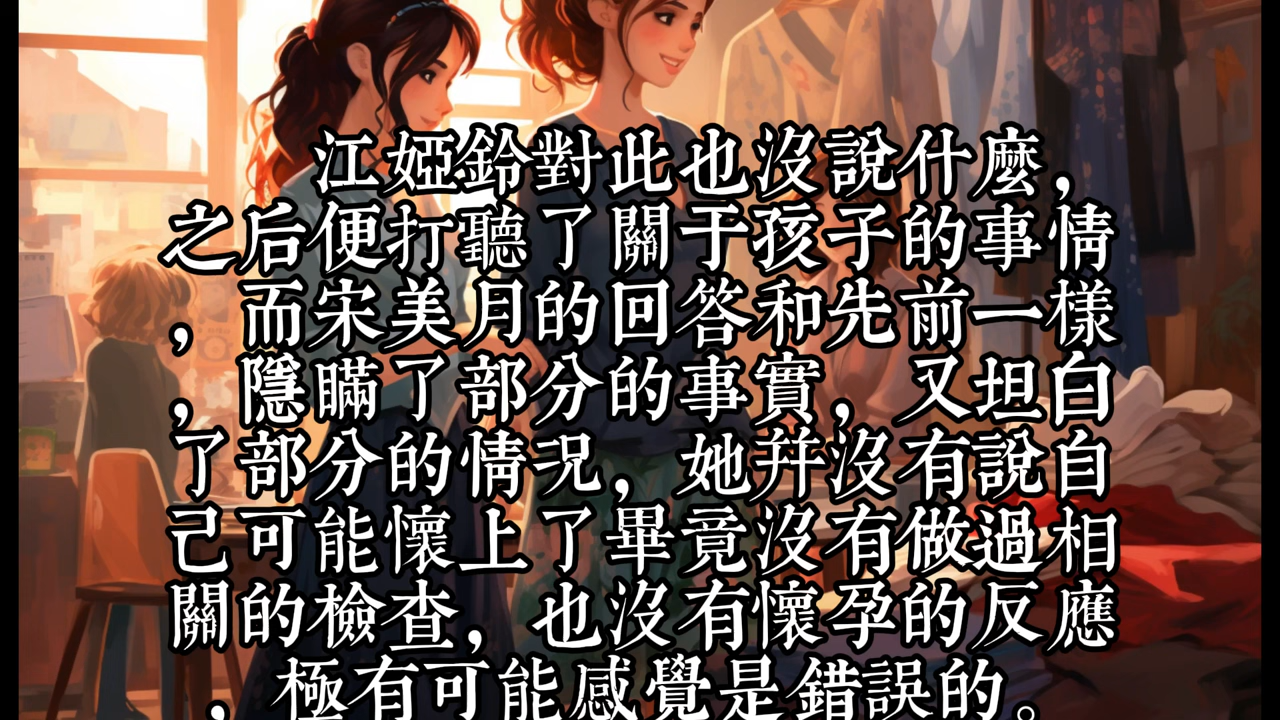 江婭鈴對此也沒說什麼，
之后便打聽了關于孩子的事情
，而宋美月的回答和先前一樣
，隱瞞了部分的事實，又坦白
了部分的情況，她幷沒有說自
己可能懷上了畢竟沒有做過相
關的檢查，也沒有懷孕的反應
，極有可能感覺是錯誤的。